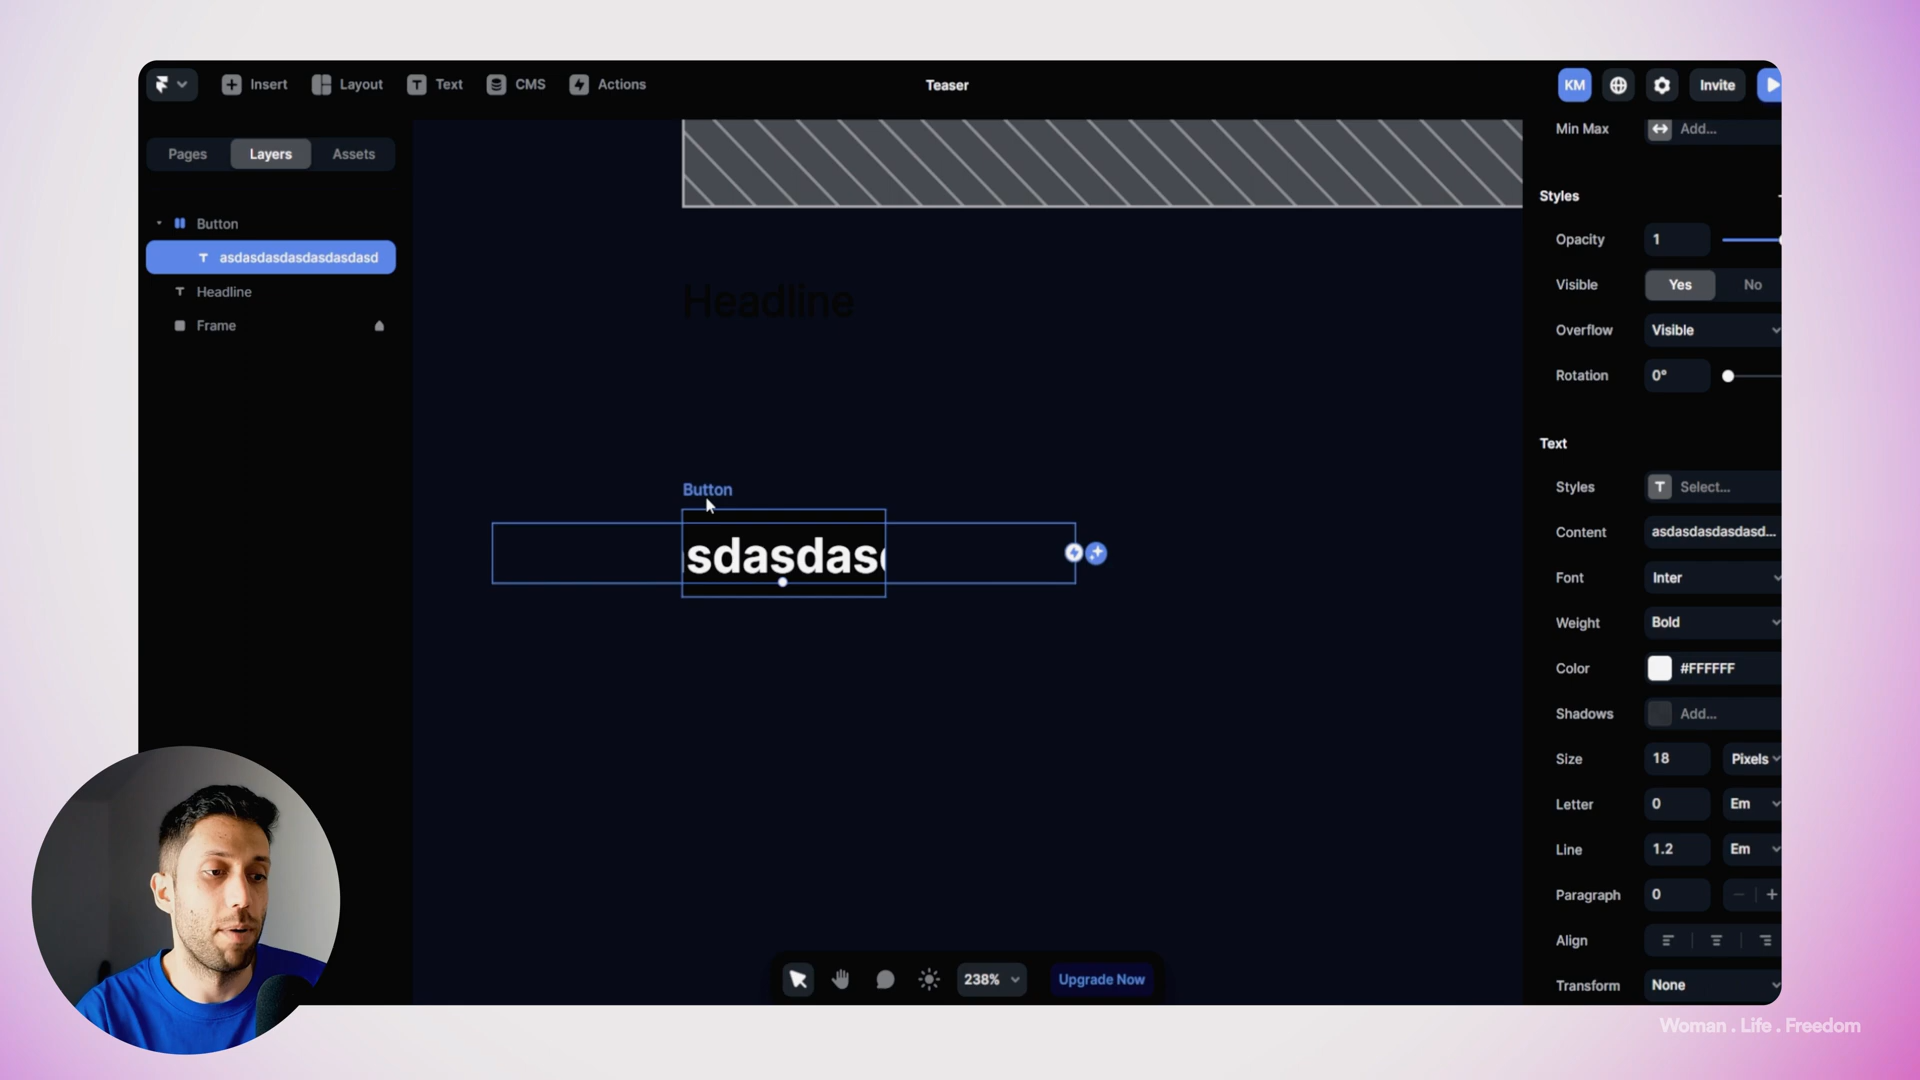 Insert Layout Text CMS Actions
Teaser
KM Invite
Pages Layers Assets
Button
asdasdasdasdasdasdasd
Headline
Frame
Headline
Button
sdasdas
238% Upgrade Now
Min Max Add...
Styles
Opacity 1
Visible Yes No
Overflow Visible
Rotation 0°
Text
Styles T Select...
Content asdasdasdasdasd...
Font Inter
Weight Bold
Color #FFFFFF
Shadows Add...
Size 18 Pixels
Letter 0 Em
Line 1.2 Em
Paragraph 0
Align
Transform None
Woman . Life . Freedom